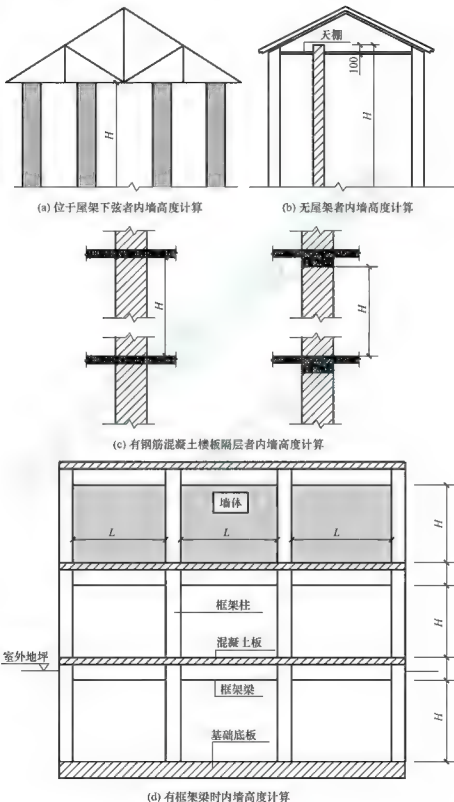 天棚
100
H
H
(a) 位于屋架下弦者内墙高度计算
(b) 无屋架者内墙高度计算
H
H
(c) 有钢筋混凝土楼板隔层者内墙高度计算
墙体
L
L
L
H
框架柱
H
混凝土板
室外地坪
框架梁
H
基础底板
(d) 有框架梁时内墙高度计算